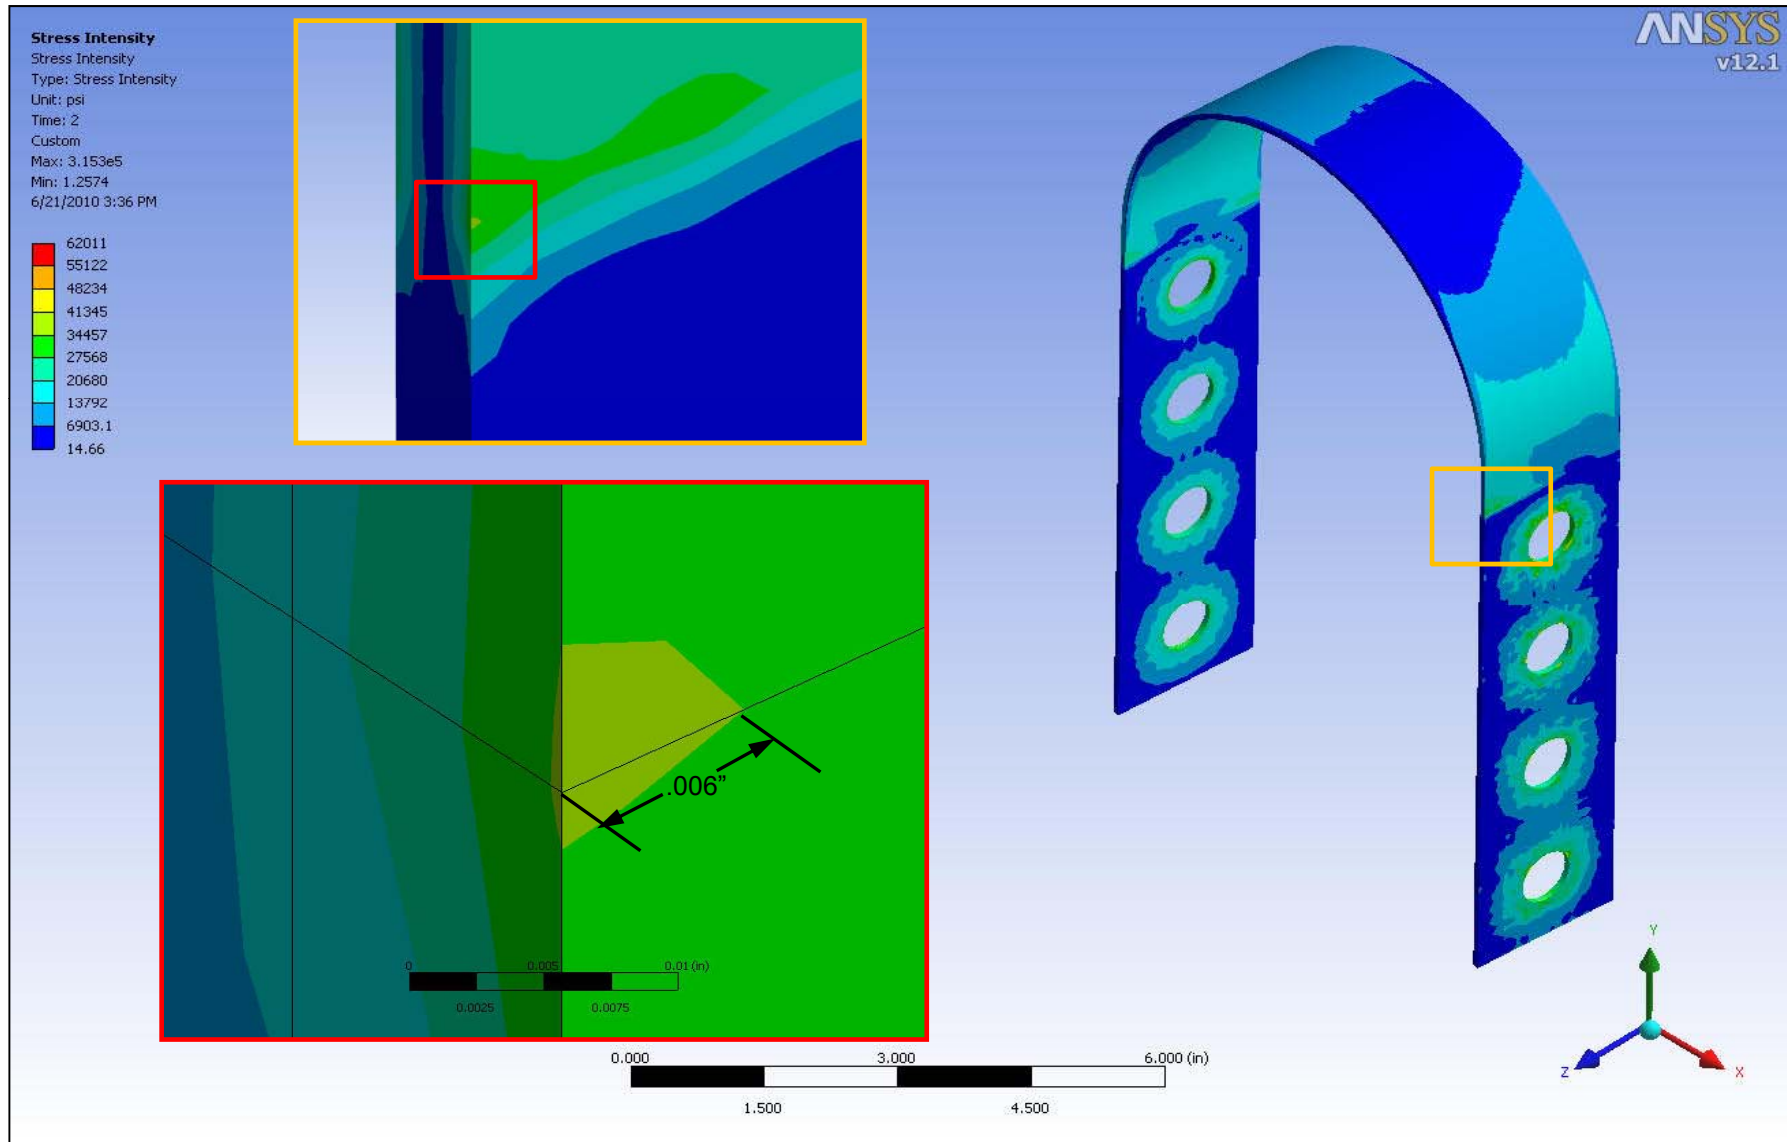 Stress Intensity
Stress Intensity
Type: Stress Intensity
Unit: psi
Time: 2
Custom
Max: 3.153e5
Min: 1.2574
6/21/2010 3:36 PM
62011
55122
48234
41345
34457
27568
20680
13792
6903.1
14.66
ANSYS
v12.1
.006”
0 0.005 0.01 (in)
0.0025 0.0075
0.000 3.000 6.000 (in)
1.500 4.500
Y
Z X